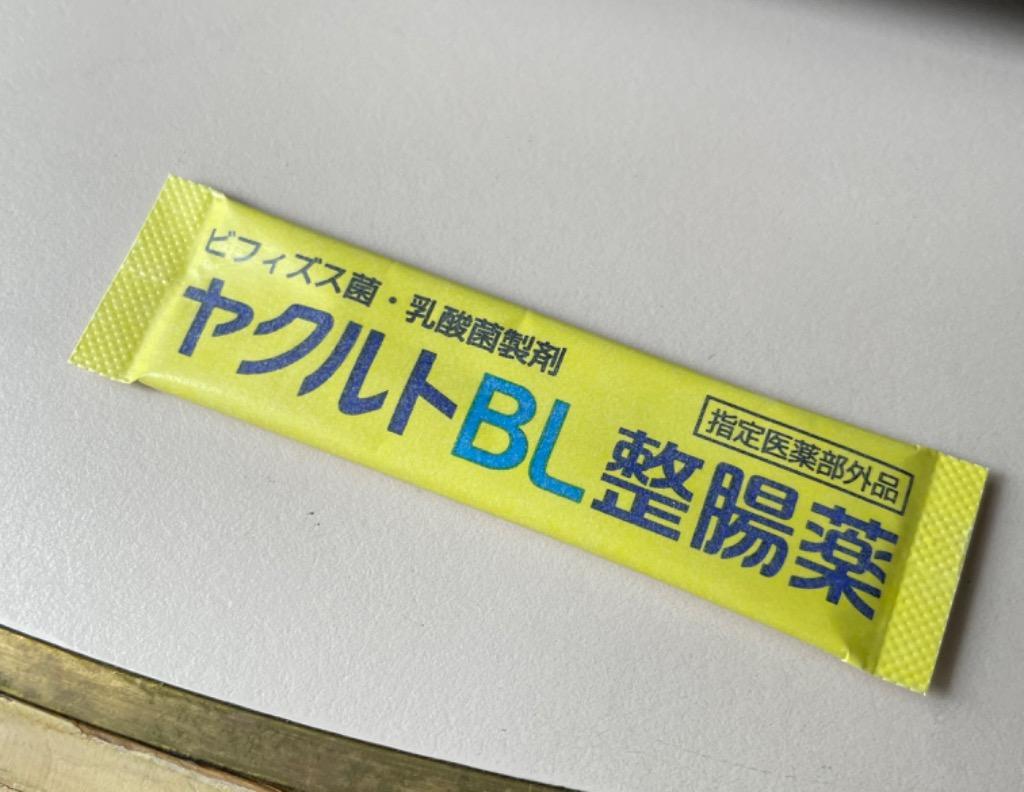 ビフィズス菌・乳酸菌製剤
ヤクルトBL整腸薬
指定医薬部外品